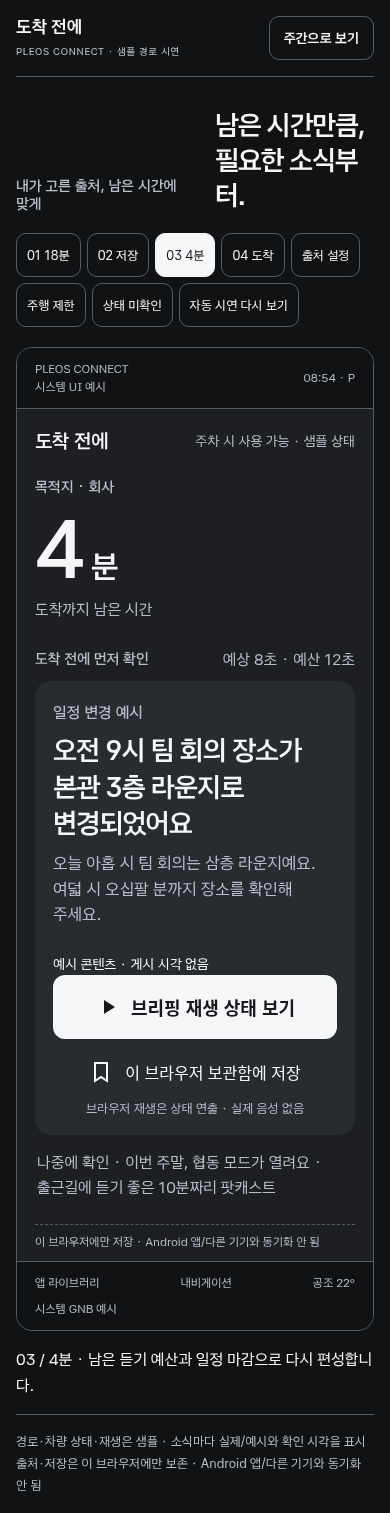 도착 전에
PLEOS CONNECT · 샘플 경로 시연
주간으로 보기
남은 시간만큼,
필요한 소식부
터.
내가 고른 출처, 남은 시간에
맞게
01 18분
02 저장
03 4분
04 도착
출처 설정
주행 제한
상태 미확인
자동 시연 다시 보기
PLEOS CONNECT
시스템 UI 예시
08:54 · P
도착 전에
주차 시 사용 가능 · 샘플 상태
목적지 · 회사
4 분
도착까지 남은 시간
도착 전에 먼저 확인
예상 8초 · 예산 12초
일정 변경 예시
오전 9시 팀 회의 장소가
본관 3층 라운지로
변경되었어요
오늘 아홉 시 팀 회의는 삼층 라운지예요.
여덟 시 오십팔 분까지 장소를 확인해
주세요.
예시 콘텐츠 · 게시 시각 없음
브리핑 재생 상태 보기
이 브라우저 보관함에 저장
브라우저 재생은 상태 연출 · 실제 음성 없음
나중에 확인 · 이번 주말, 협동 모드가 열려요 ·
출근길에 듣기 좋은 10분짜리 팟캐스트
이 브라우저에만 저장 · Android 앱/다른 기기와 동기화 안 됨
앱 라이브러리
내비게이션
공조 22°
시스템 GNB 예시
03 / 4분 · 남은 듣기 예산과 일정 마감으로 다시 편성합니
다.
경로·차량 상태·재생은 샘플 · 소식마다 실제/예시와 확인 시각을 표시
출처·저장은 이 브라우저에만 보존 · Android 앱/다른 기기와 동기화
안 됨